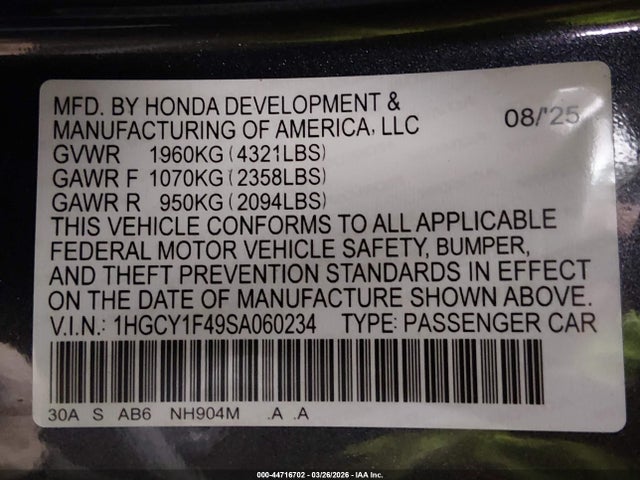 MFD. BY HONDA DEVELOPMENT &
MANUFACTURING OF AMERICA, LLC 08/'25
GVWR 1960KG (4321LBS)
GAWR F 1070KG (2358LBS)
GAWR R 950KG (2094LBS)
THIS VEHICLE CONFORMS TO ALL APPLICABLE
FEDERAL MOTOR VEHICLE SAFETY, BUMPER,
AND THEFT PREVENTION STANDARDS IN EFFECT
ON THE DATE OF MANUFACTURE SHOWN ABOVE.
V.I.N.: 1HGCY1F49SA060234 TYPE: PASSENGER CAR
30A S AB6 NH904M .A .A
000-44716702 — 03/26/2026 — IAA Inc.